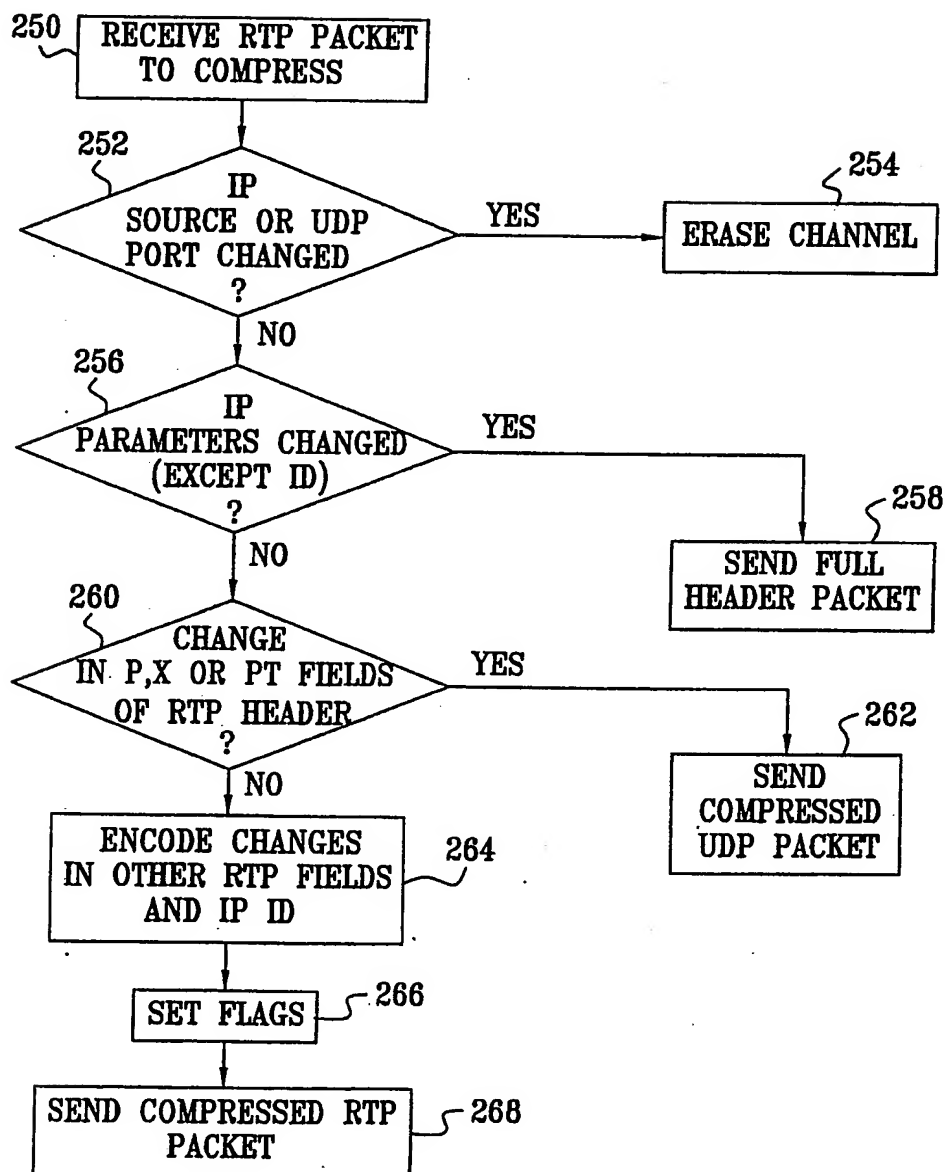 250
RECEIVE RTP PACKET
TO COMPRESS
252
IP
SOURCE OR UDP
PORT CHANGED
?
YES
254
ERASE CHANNEL
NO
256
IP
PARAMETERS CHANGED
(EXCEPT ID)
?
YES
258
SEND FULL
HEADER PACKET
NO
260
CHANGE
IN P,X OR PT FIELDS
OF RTP HEADER
?
YES
262
SEND
COMPRESSED
UDP PACKET
NO
ENCODE CHANGES
IN OTHER RTP FIELDS
AND IP ID
264
SET FLAGS
266
SEND COMPRESSED RTP
PACKET
268